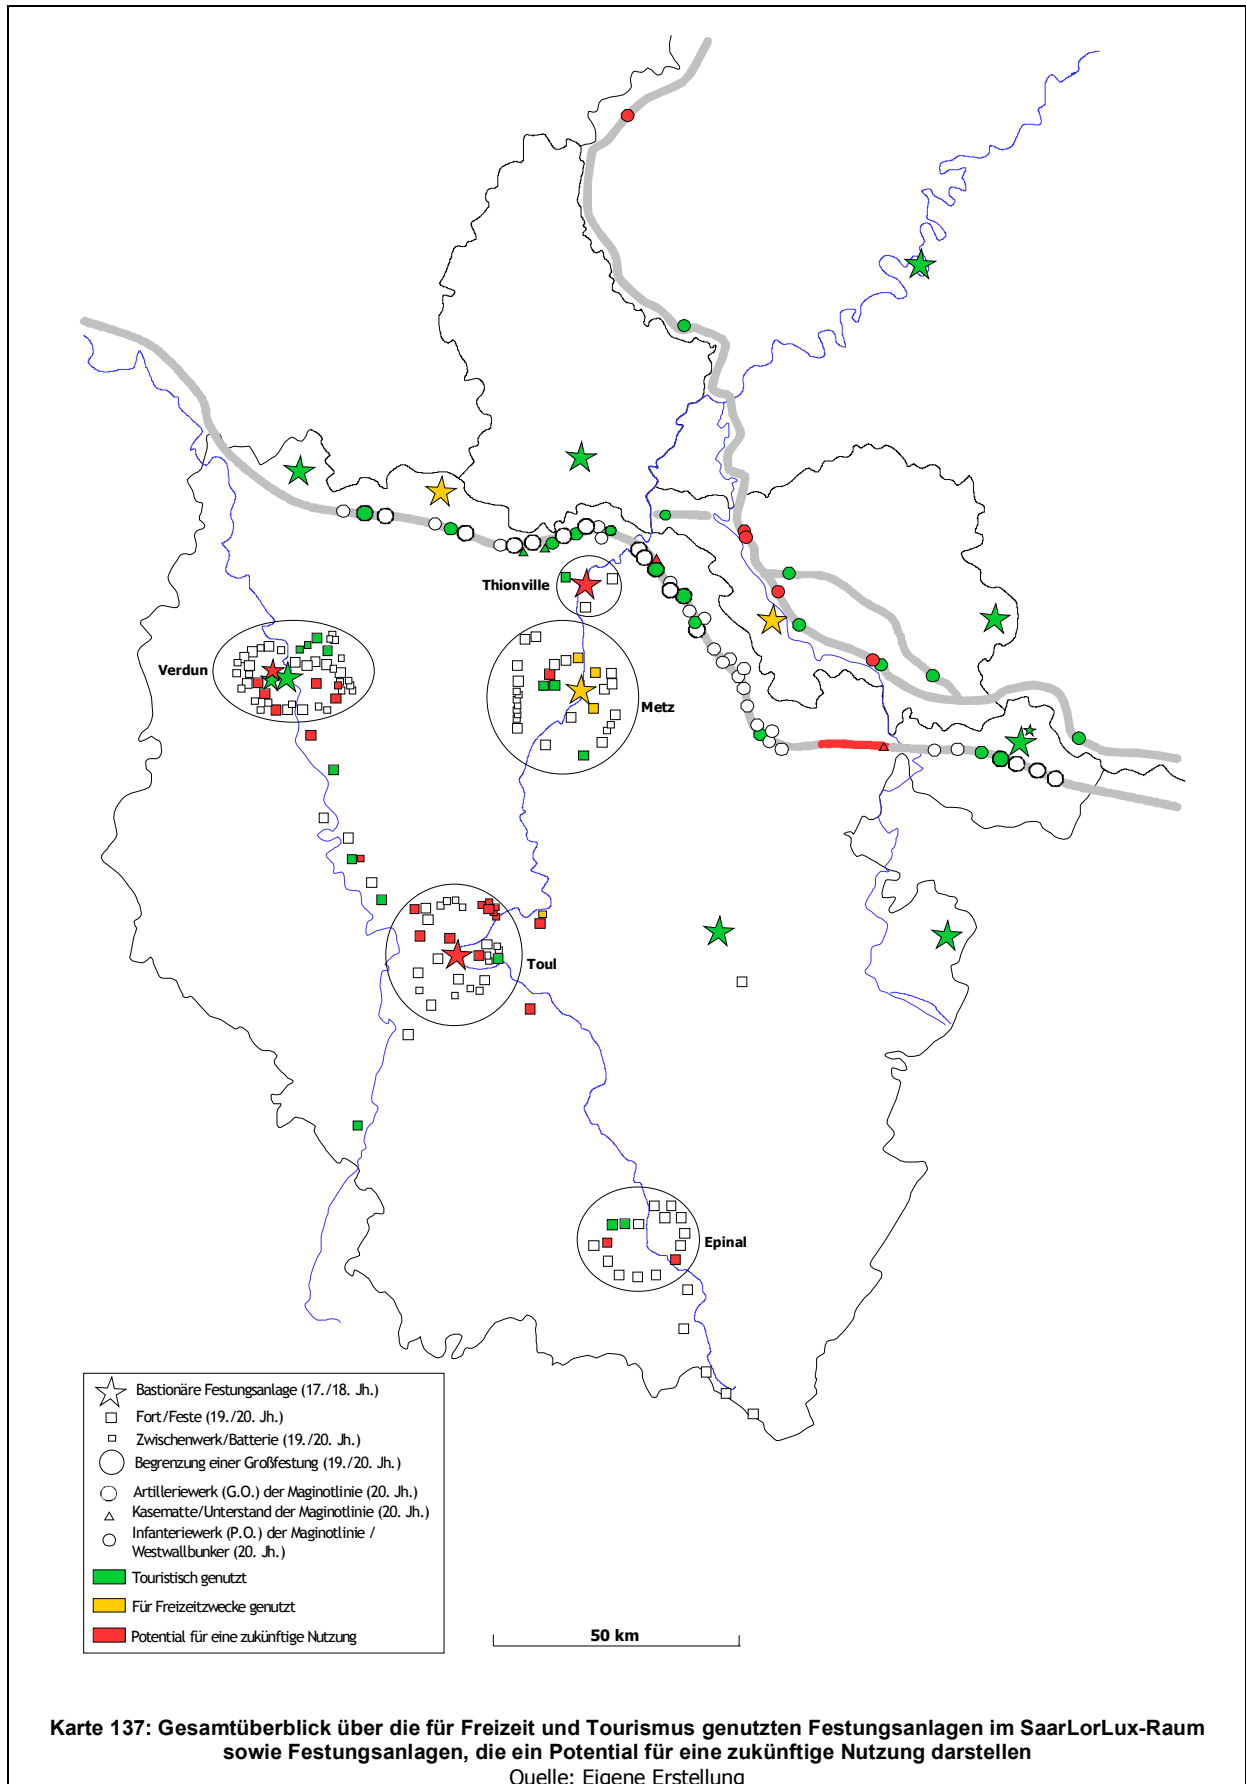 Thionville
Verdun
Metz
Toul
Epinal
Bastionäre Festungsanlage (17./18. Jh.)
Fort/Feste (19./20. Jh.)
Zwischenwerk/Batterie (19./20. Jh.)
Begrenzung einer Großfestung (19./20. Jh.)
Artilleriewerk (G.O.) der Maginotlinie (20. Jh.)
Kasematte/Unterstand der Maginotlinie (20. Jh.)
Infanteriewerk (P.O.) der Maginotlinie /
Westwallbunker (20. Jh.)
Touristisch genutzt
Für Freizeitzwecke genutzt
Potential für eine zukünftige Nutzung
50 km
Karte 137: Gesamtüberblick über die für Freizeit und Tourismus genutzten Festungsanlagen im SaarLorLux-Raum
sowie Festungsanlagen, die ein Potential für eine zukünftige Nutzung darstellen
Quelle: Eigene Erstellung